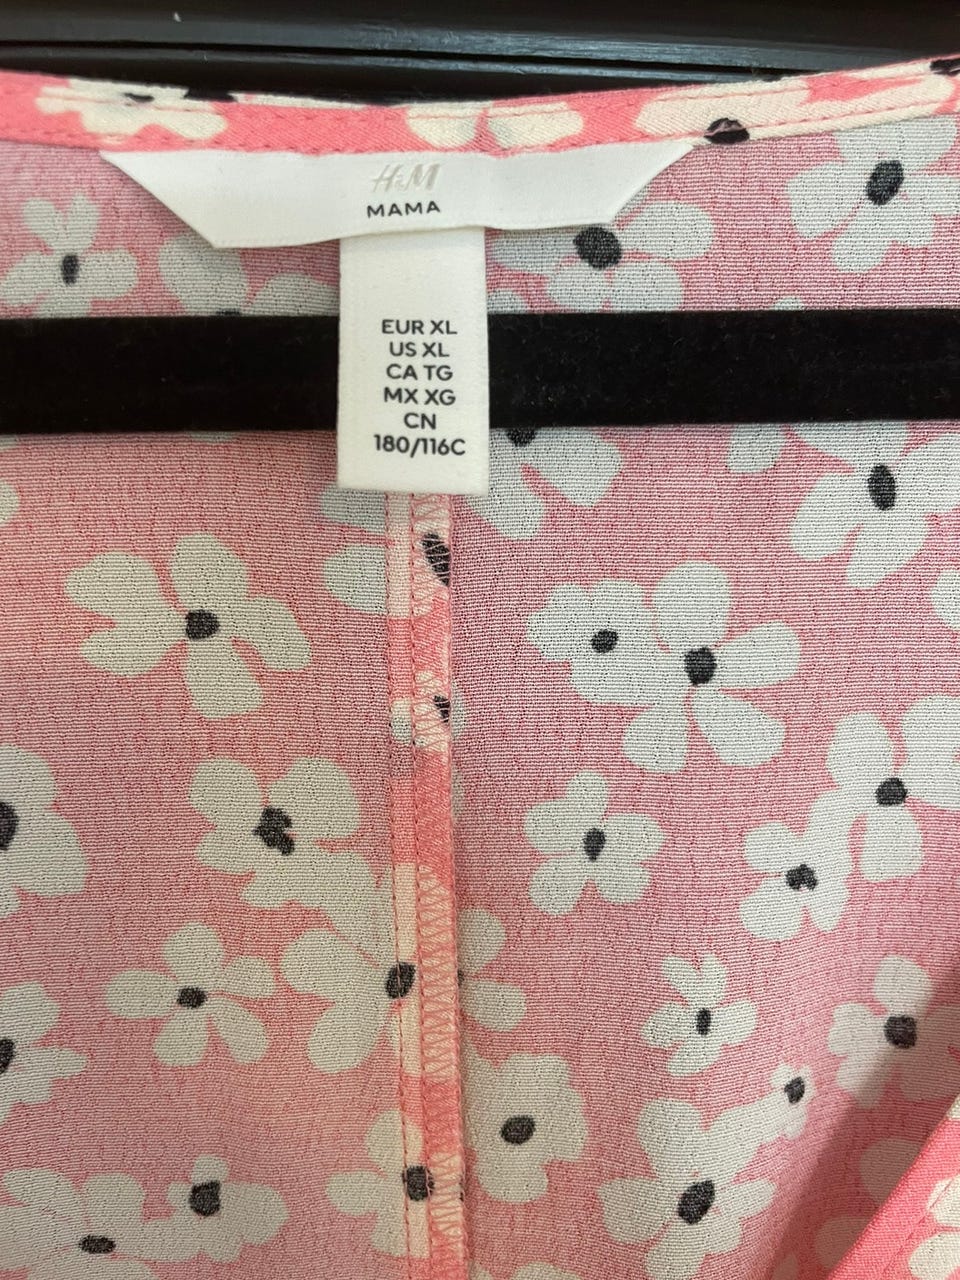 H&M
MAMA
EUR XL
US XL
CA TG
MX XG
CN
180/116C